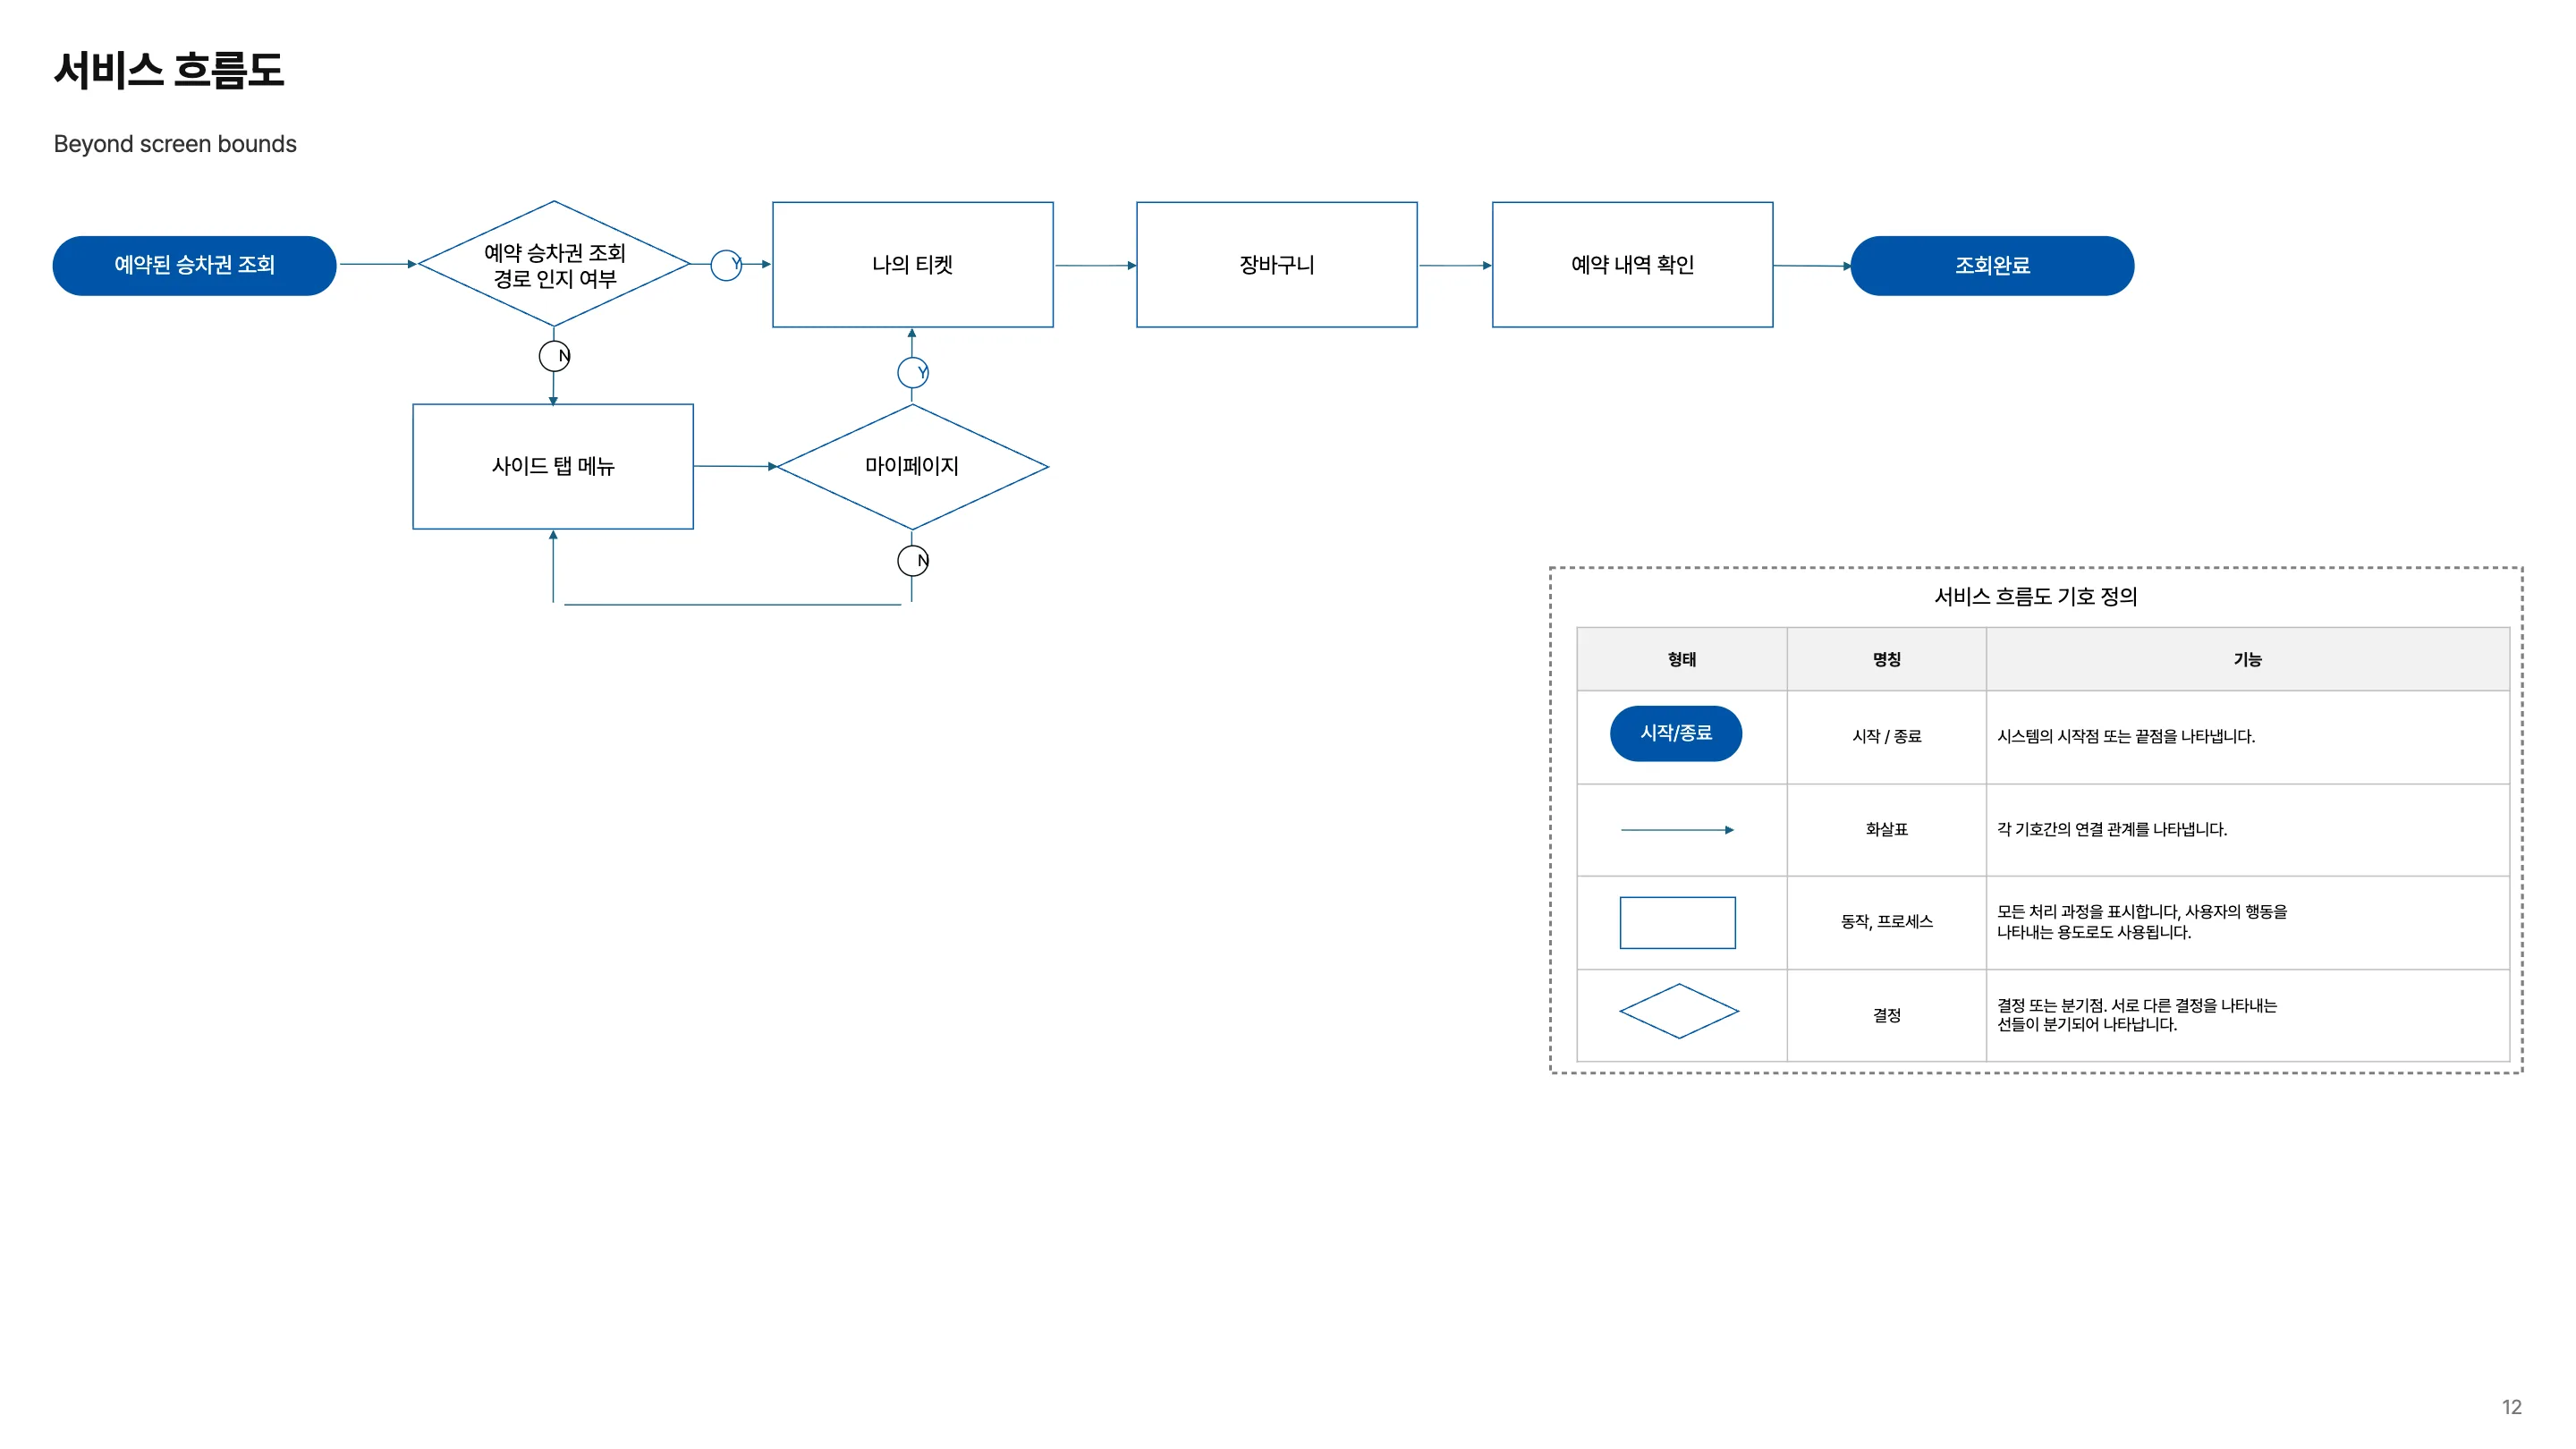 서비스 흐름도
Beyond screen bounds
예약된 승차권 조회
예약 승차권 조회
경로 인지 여부
Y
나의 티켓
장바구니
예약 내역 확인
조회완료
N
Y
사이드 탭 메뉴
마이페이지
N
서비스 흐름도 기호 정의
형태
명칭
기능
시작/종료
시작 / 종료
시스템의 시작점 또는 끝점을 나타냅니다.
화살표
각 기호간의 연결 관계를 나타냅니다.
동작, 프로세스
모든 처리 과정을 표시합니다, 사용자의 행동을
나타내는 용도로도 사용됩니다.
결정
결정 또는 분기점. 서로 다른 결정을 나타내는
선들이 분기되어 나타납니다.
12